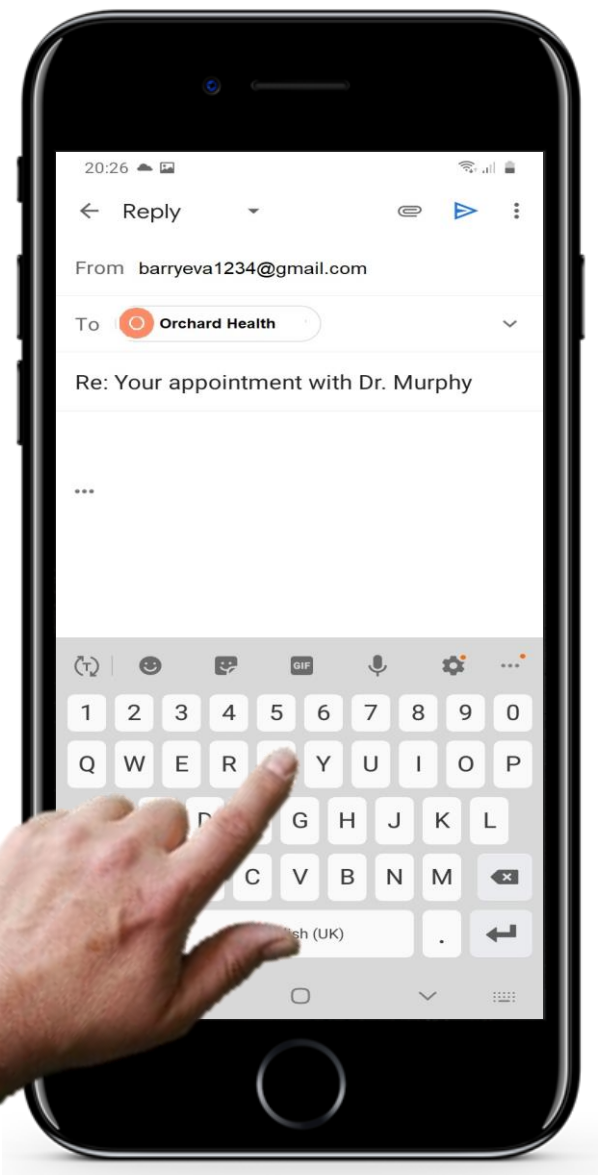 20:26
Reply
From barryeva1234@gmail.com
To O Orchard Health
Re: Your appointment with Dr. Murphy
...
T GIF ...
1 2 3 4 5 6 7 8 9 0
Q W E R Y U I O P
D G H J K L
C V B N M
(UK) .